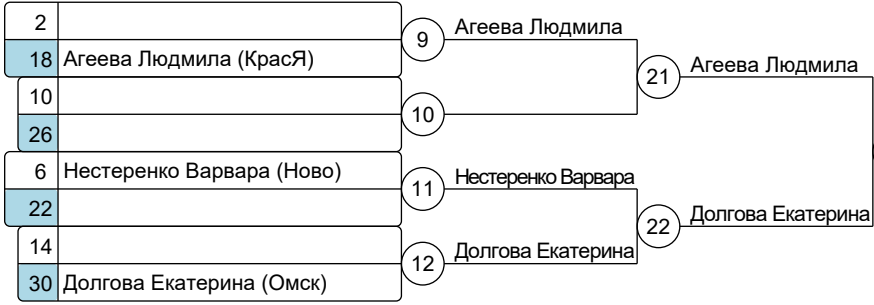 2
18 Агеева Людмила (КрасЯ)
9 Агеева Людмила
10
26
10
21 Агеева Людмила
6 Нестеренко Варвара (Ново)
22
11 Нестеренко Варвара
14
30 Долгова Екатерина (Омск)
12 Долгова Екатерина
22 Долгова Екатерина